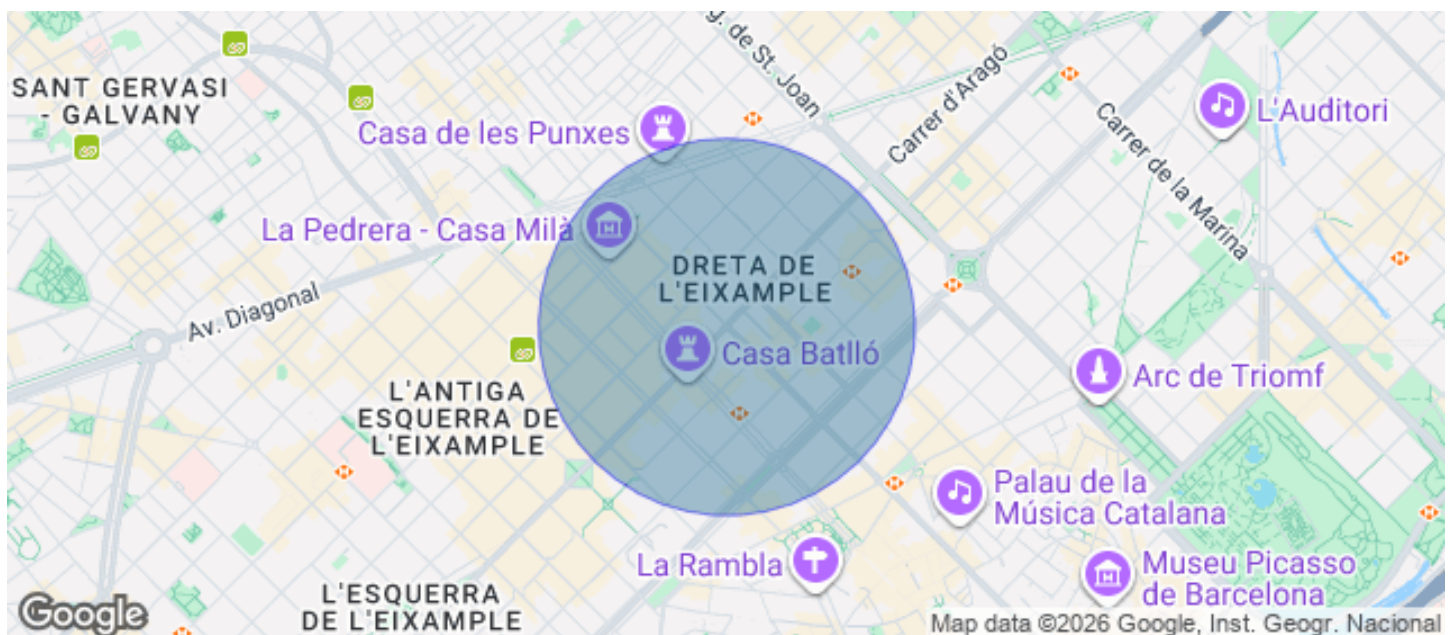 g. de St. Joan
SANT GERVASI
- GALVANY
Casa de les Punxes
Carrer d'Aragó
Carrer de la Marina
L'Auditori
La Pedrera - Casa Milà
DRETA DE
L'EIXAMPLE
Av. Diagonal
Casa Batlló
L'ANTIGA
ESQUERRA DE
L'EIXAMPLE
Arc de Triomf
Palau de la
Música Catalana
La Rambla
Museu Picasso
de Barcelona
L'ESQUERRA
DE L'EIXAMPLE
Google
Map data ©2026 Google, Inst. Geogr. Nacional